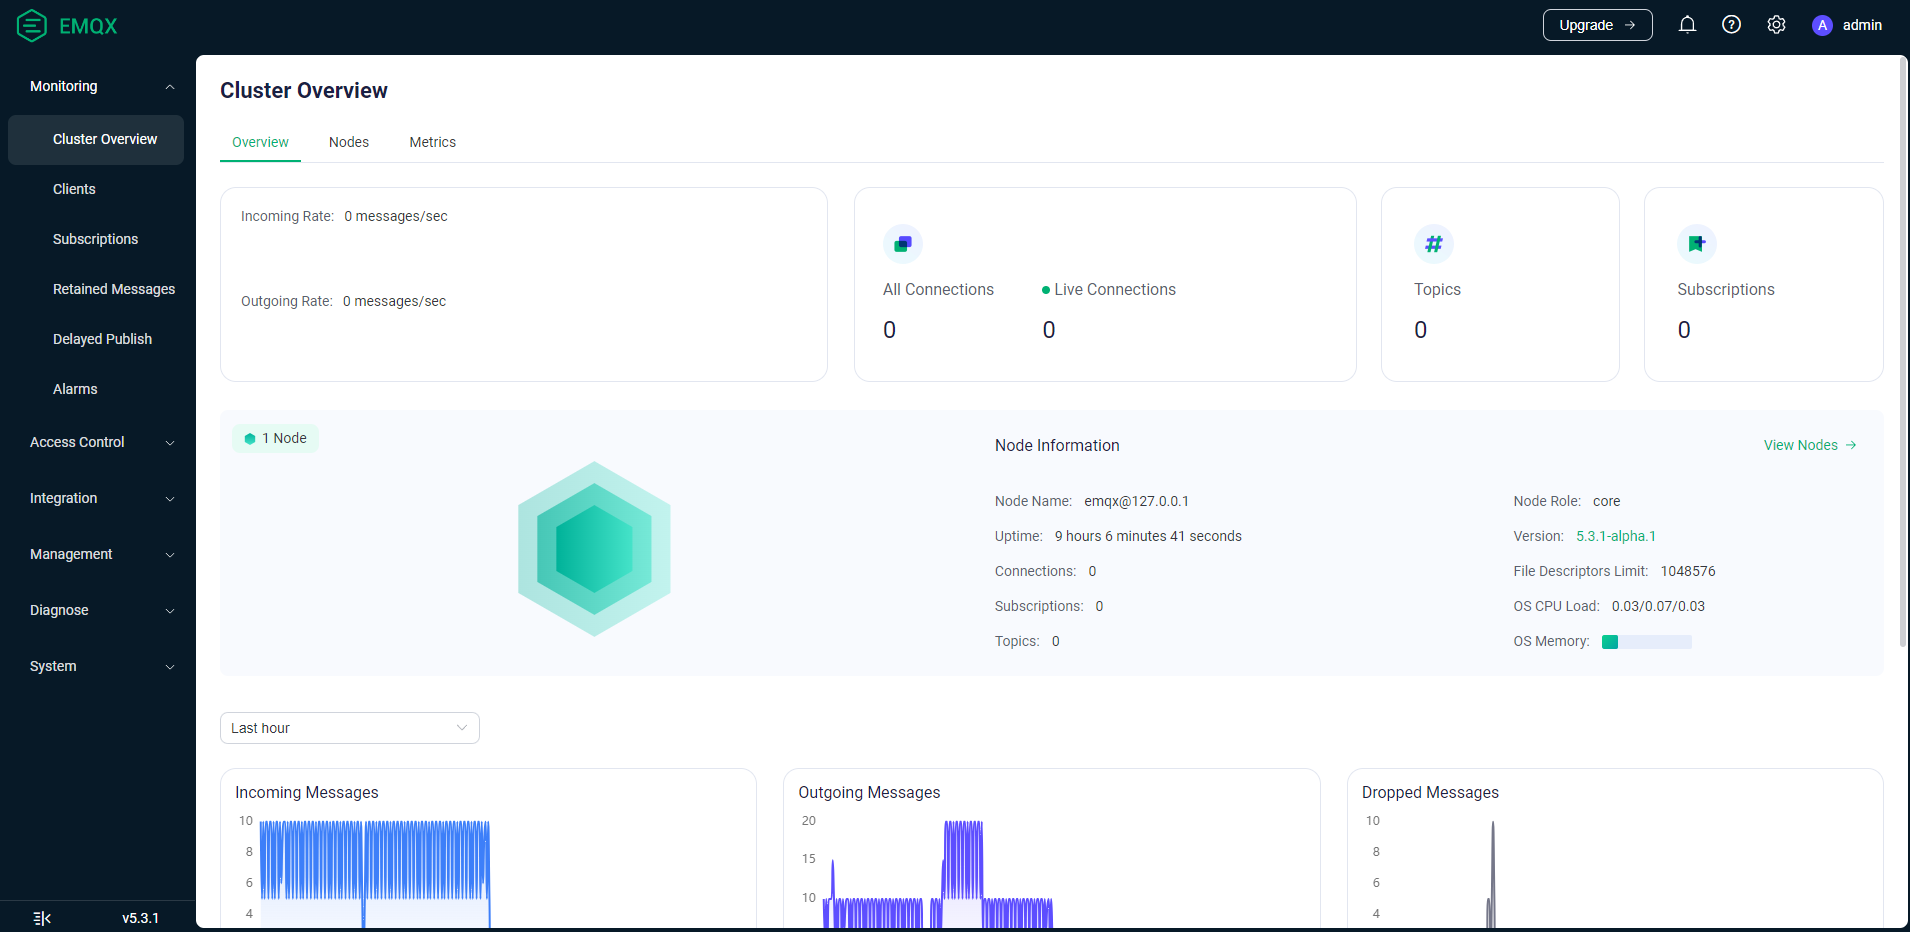 EMQX
Upgrade →
A admin
Monitoring
Cluster Overview
Clients
Subscriptions
Retained Messages
Delayed Publish
Alarms
Access Control
Integration
Management
Diagnose
System
v5.3.1
Cluster Overview
Overview Nodes Metrics
Incoming Rate: 0 messages/sec
Outgoing Rate: 0 messages/sec
All Connections
0
Live Connections
0
#
Topics
0
Subscriptions
0
1 Node
Node Information
View Nodes →
Node Name: emqx@127.0.0.1
Uptime: 9 hours 6 minutes 41 seconds
Connections: 0
Subscriptions: 0
Topics: 0
Node Role: core
Version: 5.3.1-alpha.1
File Descriptors Limit: 1048576
OS CPU Load: 0.03/0.07/0.03
OS Memory:
Last hour
Incoming Messages
10
8
6
4
Outgoing Messages
20
15
10
Dropped Messages
10
8
6
4